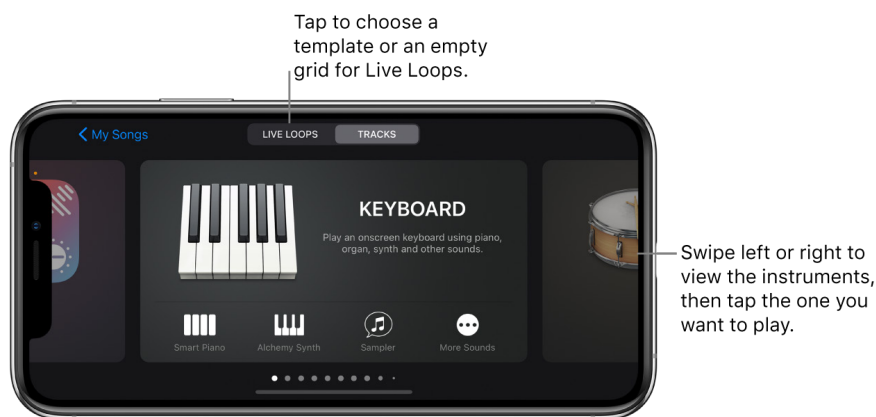 Tap to choose a
template or an empty
grid for Live Loops.
My Songs
LIVE LOOPS
TRACKS
KEYBOARD
Play an onscreen keyboard using piano,
organ, synth and other sounds.
Smart Piano
Alchemy Synth
Sampler
More Sounds
Swipe left or right to
view the instruments,
then tap the one you
want to play.